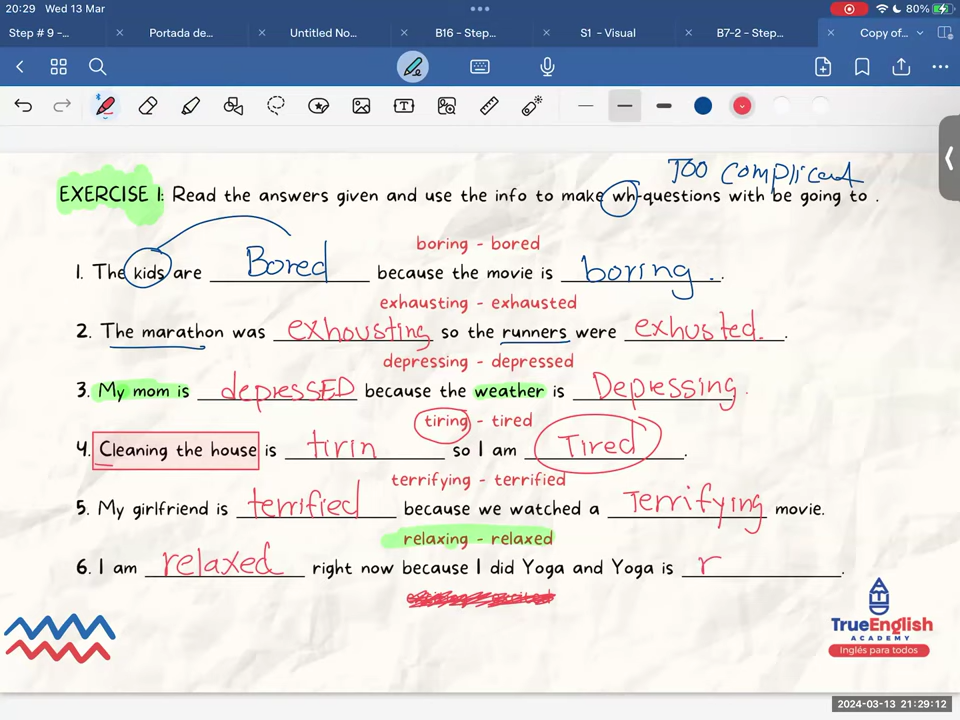 20:29 Wed 13 Mar
80%
Step # 9 –...
Portada de...
Untitled No...
B16 - Step...
S1 - Visual
B7-2 - Step...
Copy of...
TOO complicated
EXERCISE 1: Read the answers given and use the info to make wh-questions with be going to .
boring - bored
1. The kids are Bored because the movie is boring.
exhausting - exhausted
2. The marathon was exhousting so the runners were exhusted.
depressing - depressed
3. My mom is depressED because the weather is Depressing.
tiring - tired
4. Cleaning the house is tirin so I am Tired.
terrifying - terrified
5. My girlfriend is terrified because we watched a Terrifying movie.
relaxing - relaxed
6. I am relaxed right now because I did Yoga and Yoga is r.
TrueEnglish
ACADEMY
Inglés para todos
2024-03-13 21:29:12